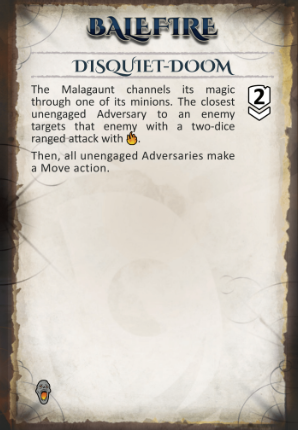 BALEFIRE
DISQUIET-DOOM
The Malagaunt channels its magic
through one of its minions. The closest
unengaged Adversary to an enemy
targets that enemy with a two-dice
ranged attack with .
Then, all unengaged Adversaries make
a Move action.
2